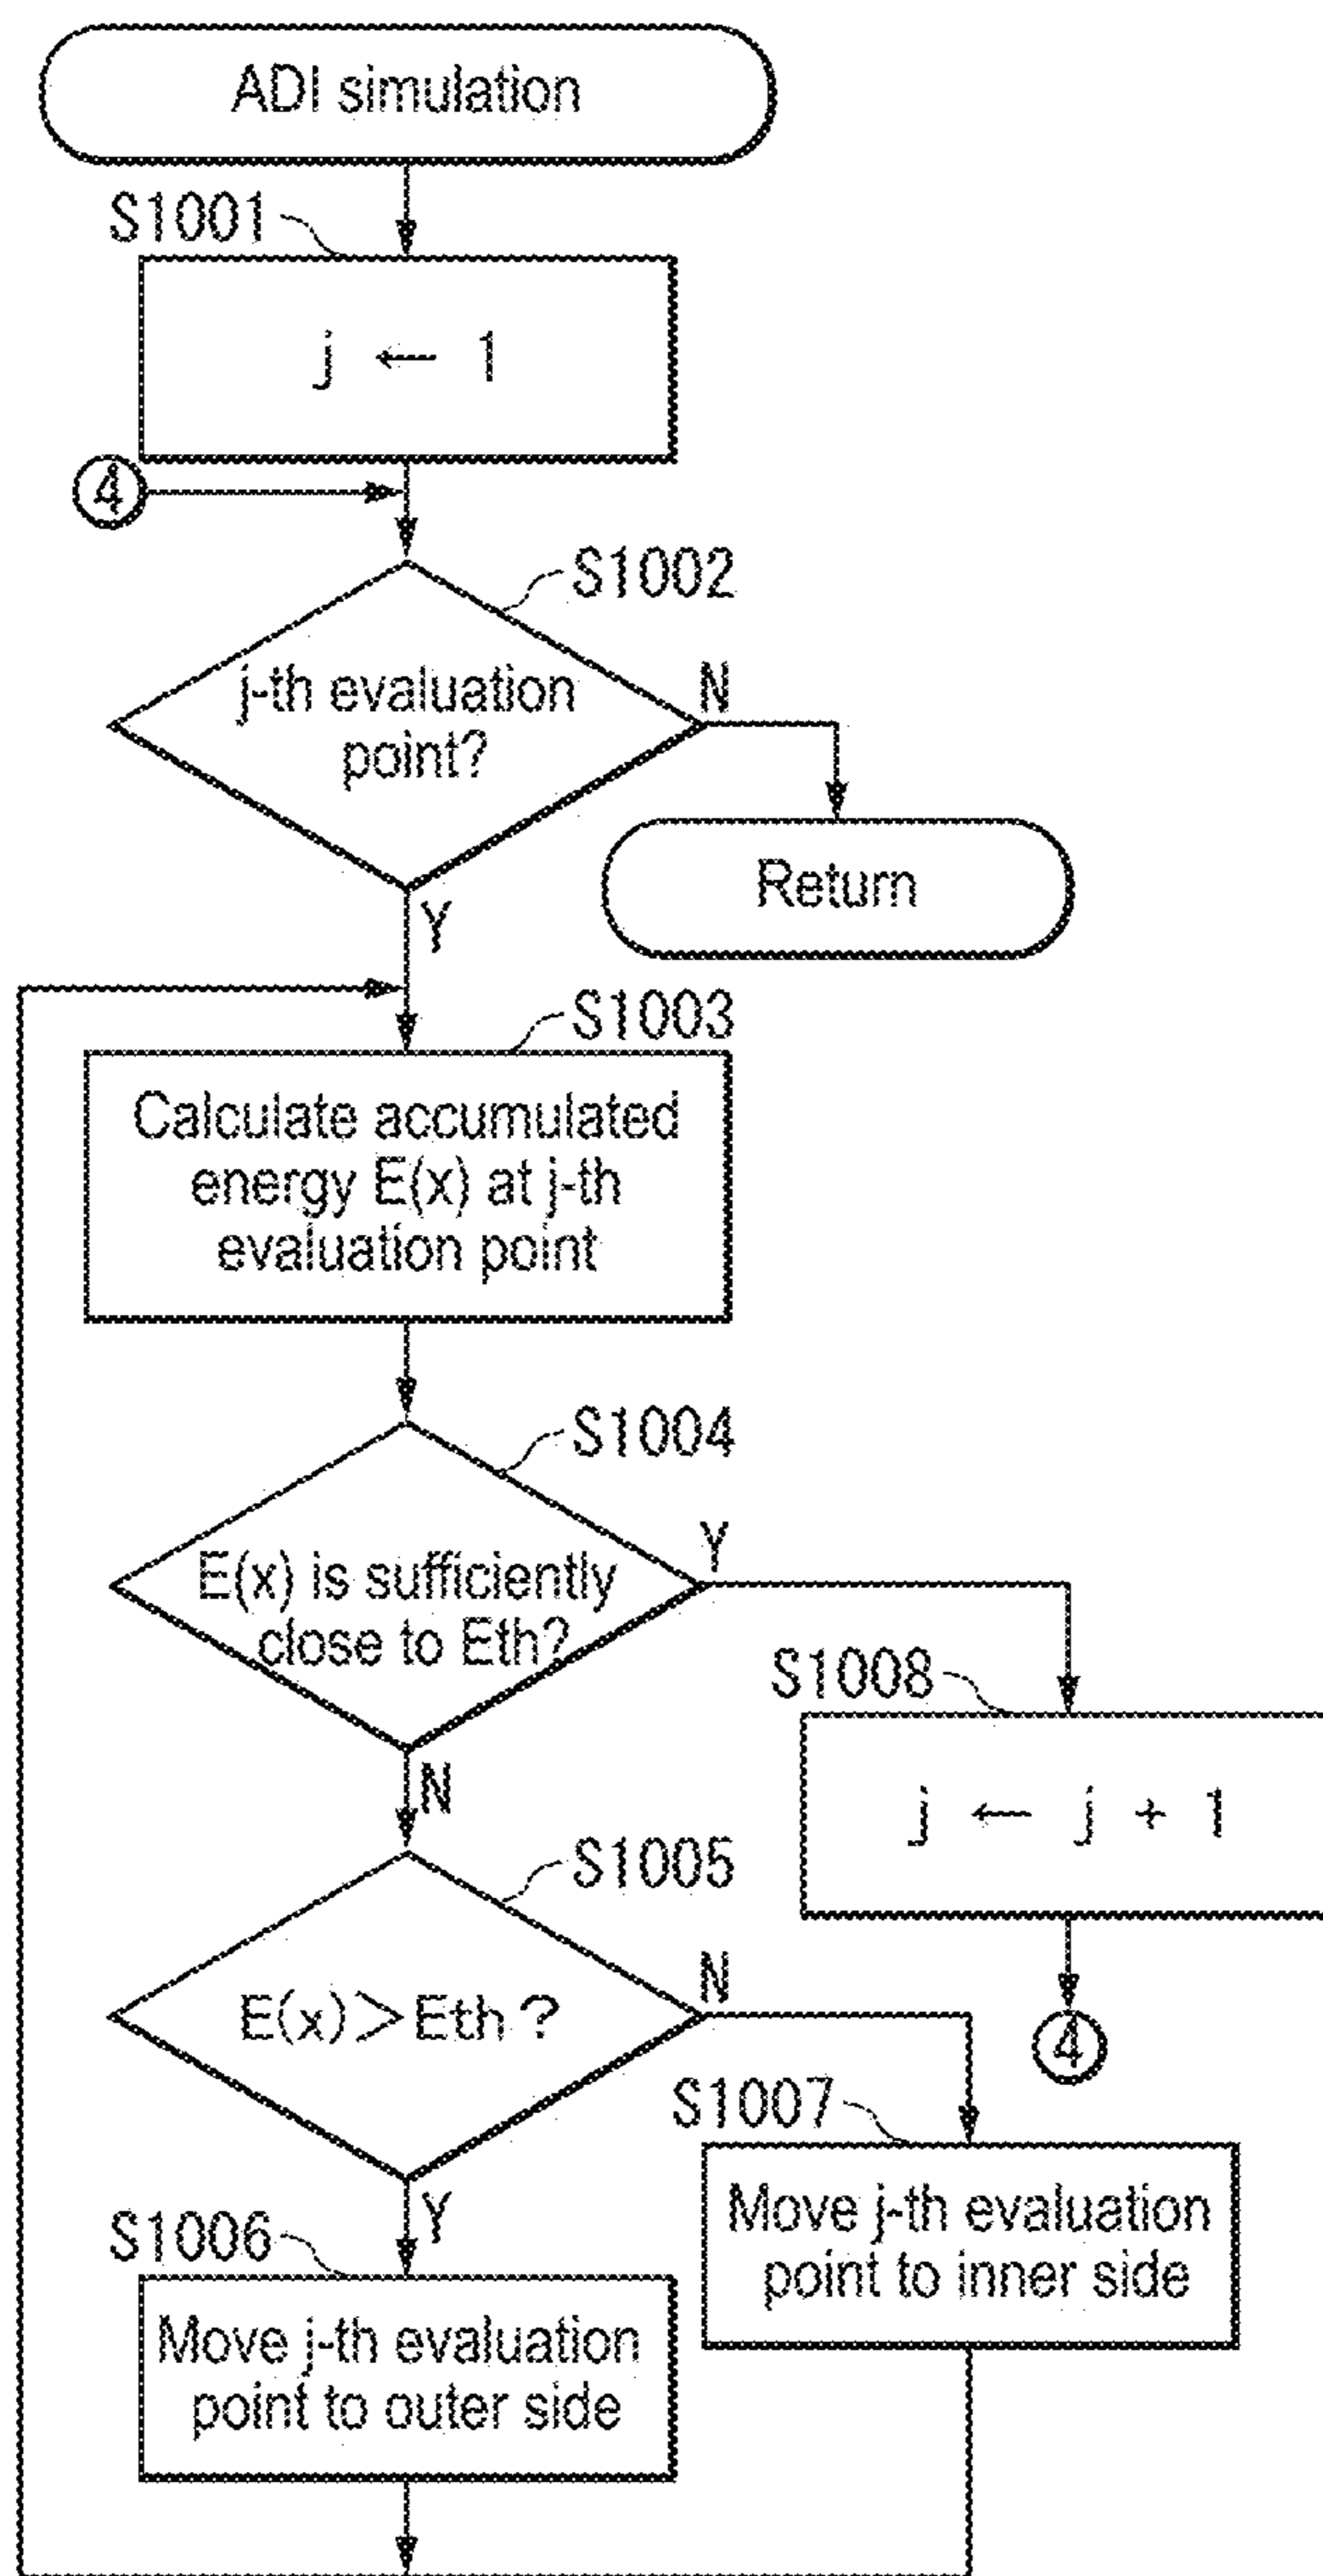 ADI simulation
S1001
j ← 1
4
S1002
j-th evaluation
point?
N
Return
Y
S1003
Calculate accumulated
energy E(x) at j-th
evaluation point
S1004
E(x) is sufficiently
close to Eth?
Y
S1008
j ← j + 1
4
N
S1005
E(x)>Eth ?
N
S1007
Move j-th evaluation
point to inner side
Y
S1006
Move j-th evaluation
point to outer side